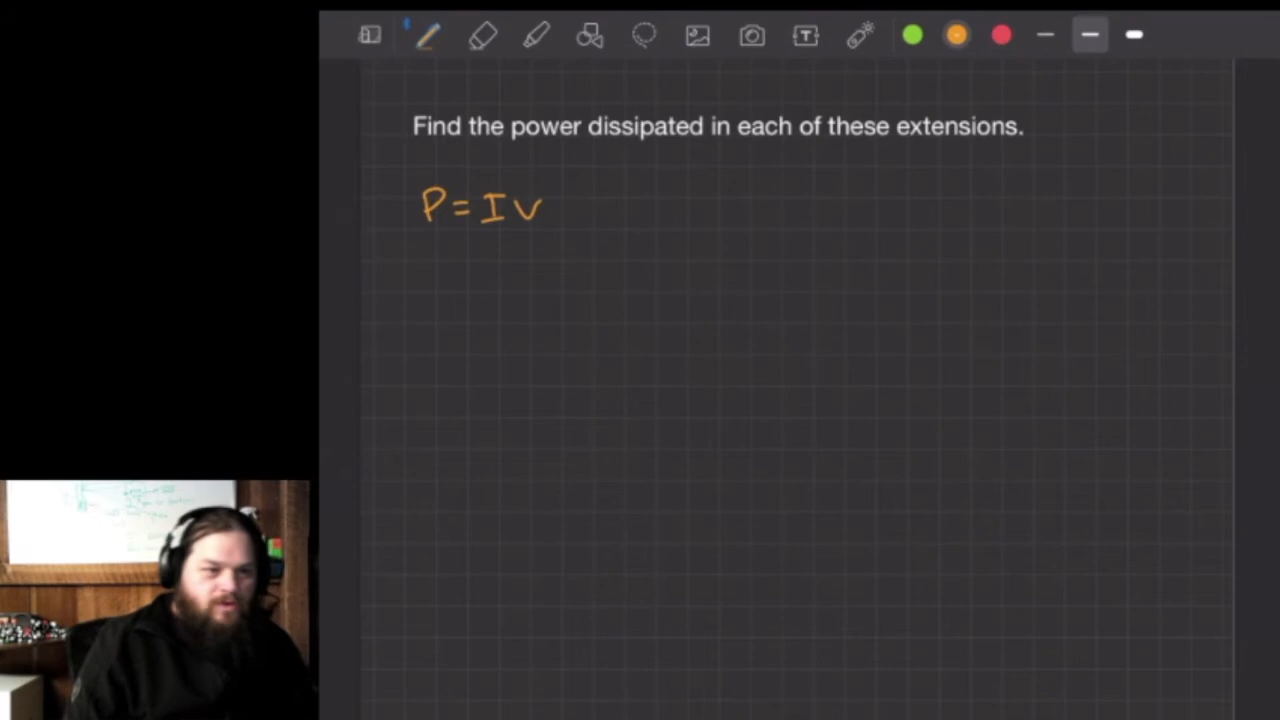 Find the power dissipated in each of these extensions.
P = IV